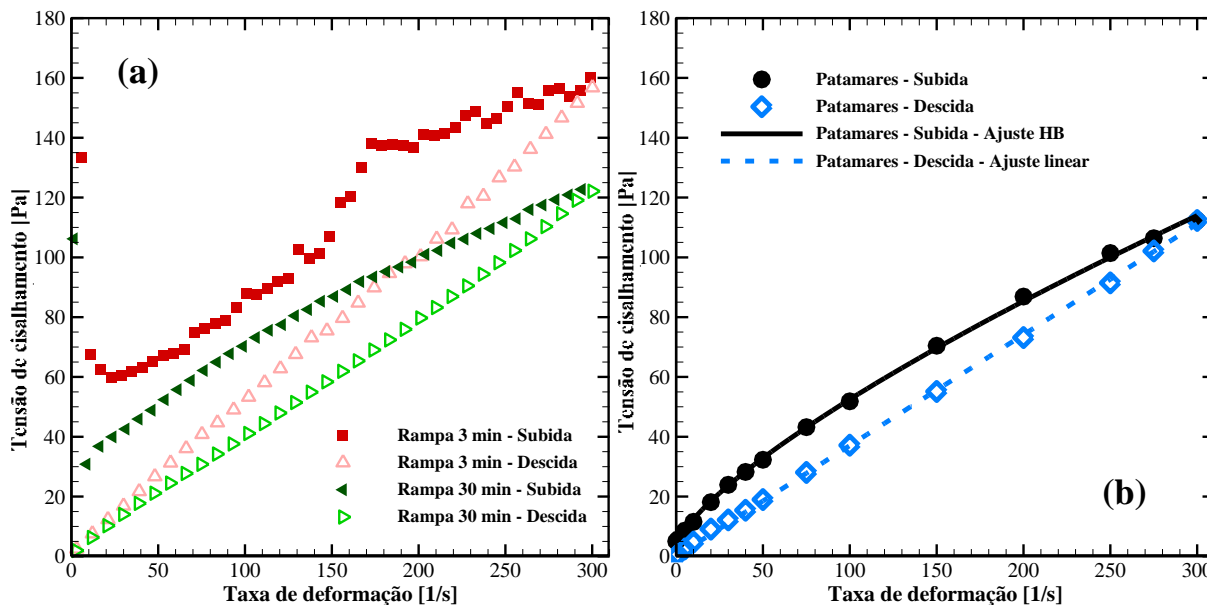 (a)
180
160
140
120
100
80
60
40
20
0
Tensão de cisalhamento [Pa]
Rampa 3 min - Subida
Rampa 3 min - Descida
Rampa 30 min - Subida
Rampa 30 min - Descida
0 50 100 150 200 250 300
Taxa de deformação [1/s]
(b)
180
160
140
120
100
80
60
40
20
0
Tensão de cisalhamento [Pa]
Patamares - Subida
Patamares - Descida
Patamares - Subida - Ajuste HB
Patamares - Descida - Ajuste linear
0 50 100 150 200 250 300
Taxa de deformação [1/s]